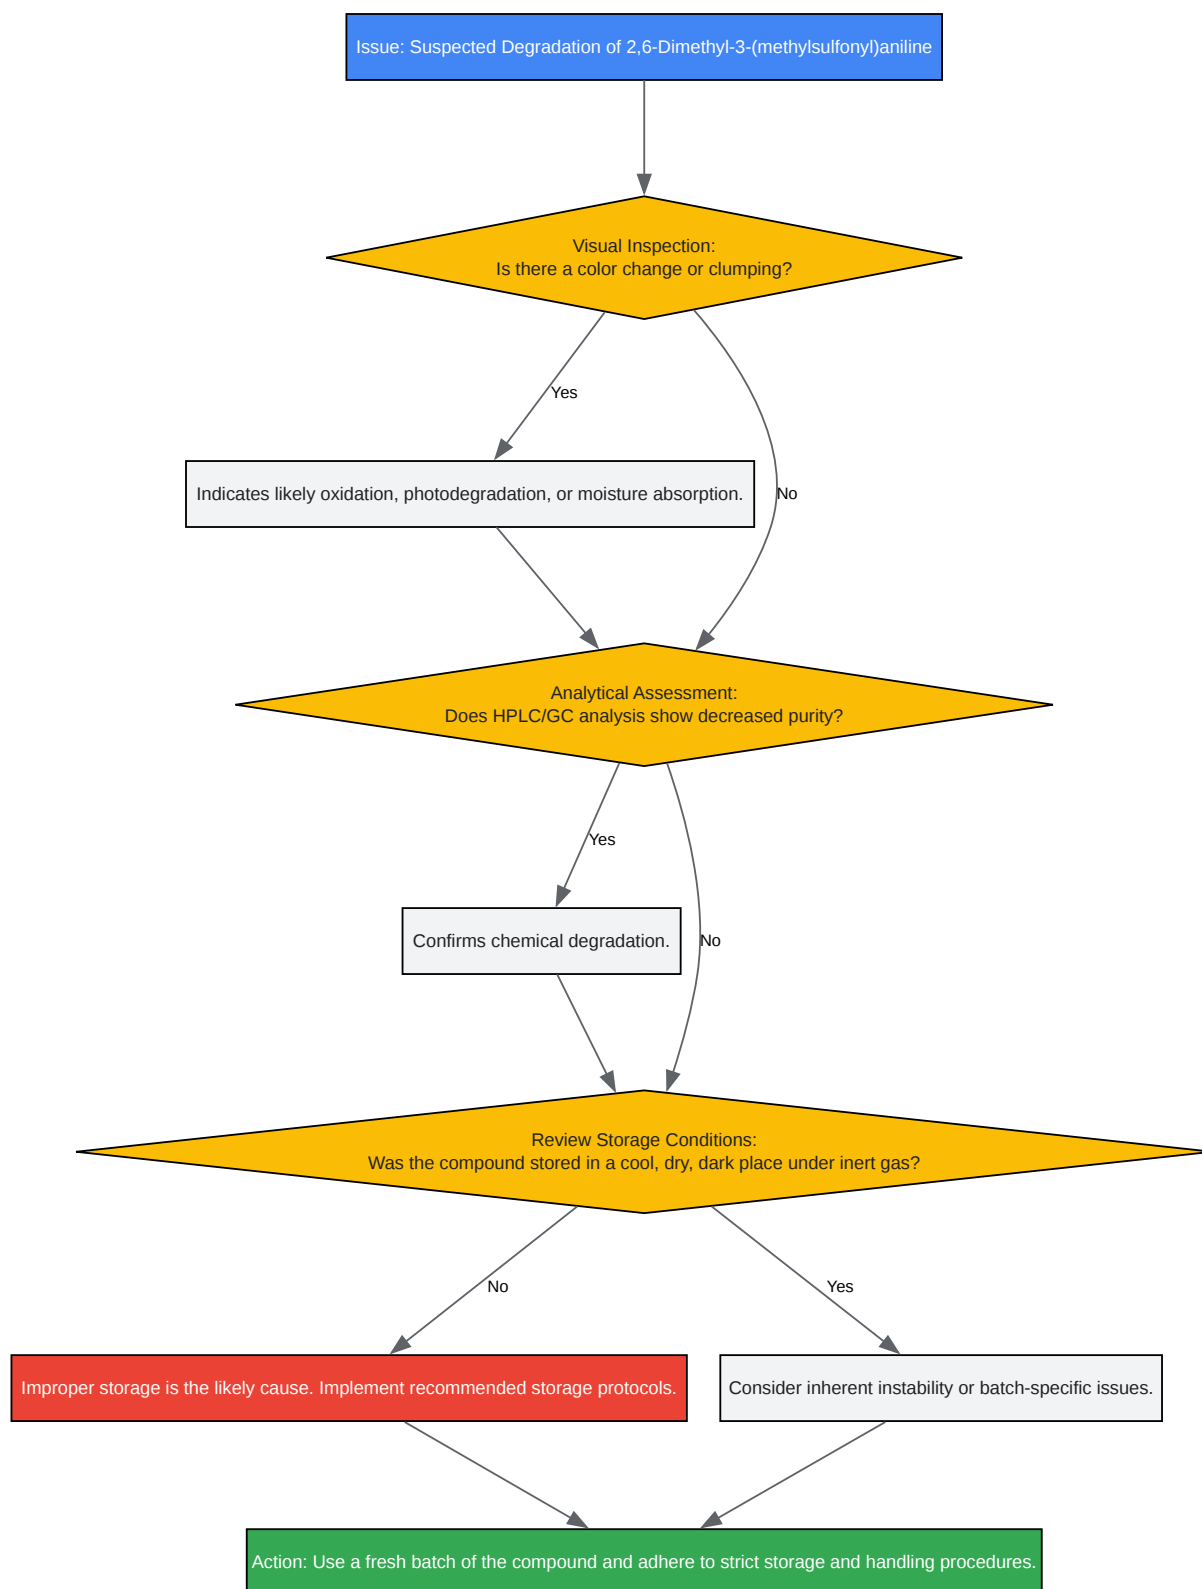 Issue: Suspected Degradation of 2,6-Dimethyl-3-(methylsulfonyl)aniline
Visual Inspection:
Is there a color change or clumping?
Yes
Indicates likely oxidation, photodegradation, or moisture absorption.
No
Analytical Assessment:
Does HPLC/GC analysis show decreased purity?
Yes
Confirms chemical degradation.
No
Review Storage Conditions:
Was the compound stored in a cool, dry, dark place under inert gas?
No
Yes
Improper storage is the likely cause. Implement recommended storage protocols.
Consider inherent instability or batch-specific issues.
Action: Use a fresh batch of the compound and adhere to strict storage and handling procedures.